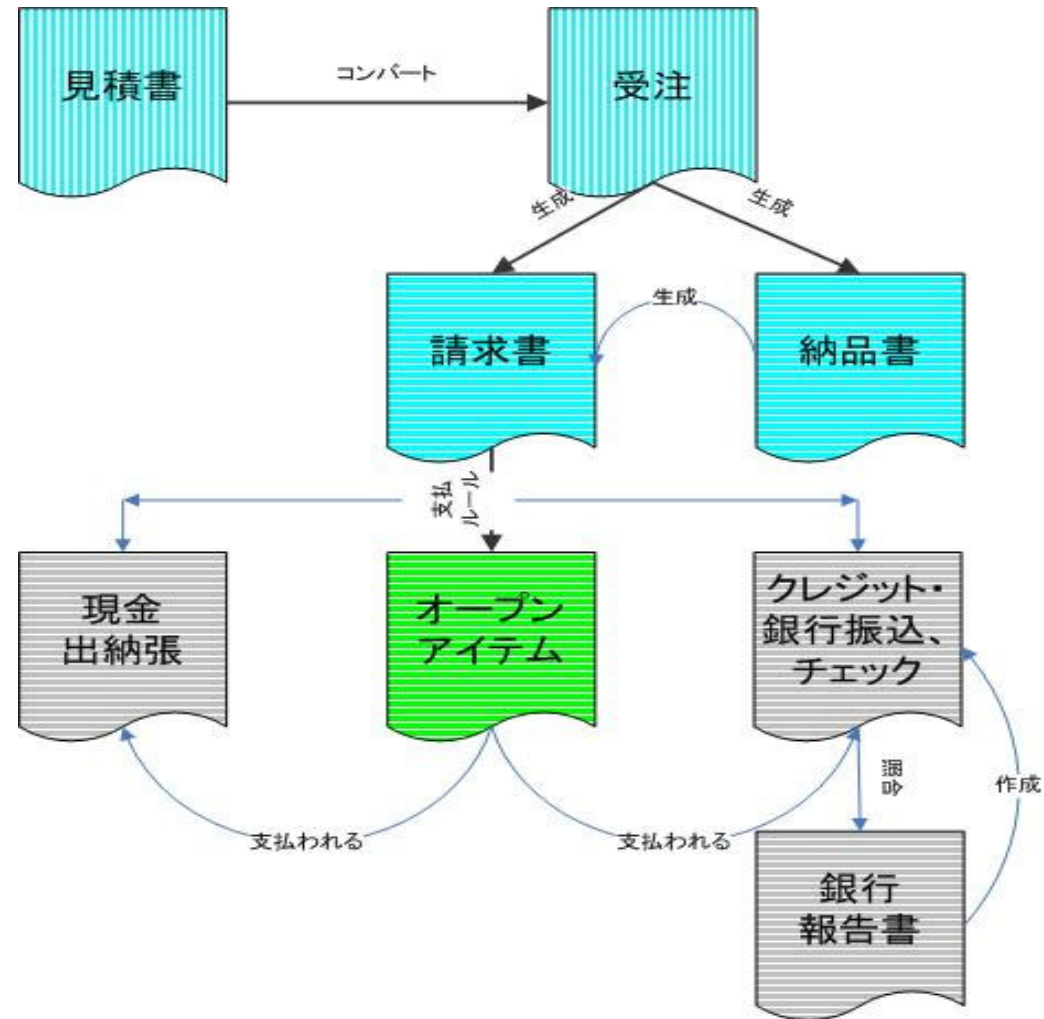 見積書
コンバート
受注
生成
生成
請求書
生成
納品書
支払
ルール
現金
出納張
オープン
アイテム
クレジット・
銀行振込、
チェック
照合
作成
支払われる
支払われる
銀行
報告書